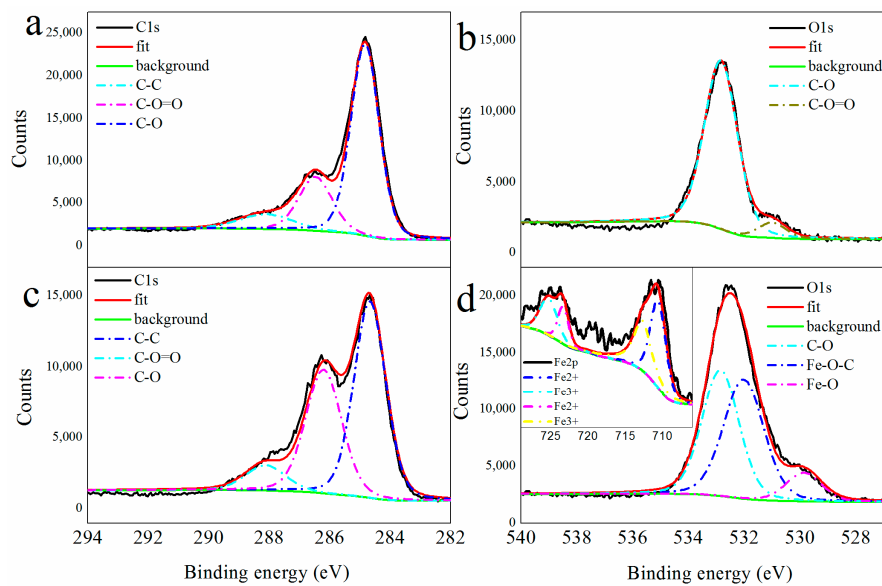 a
C1s
fit
background
C-C
C-O=O
C-O
25,000
20,000
15,000
10,000
5,000
0
Counts
b
O1s
fit
background
C-O
C-O=O
15,000
10,000
5,000
0
Counts
c
C1s
fit
background
C-C
C-O=O
C-O
15,000
10,000
5,000
0
Counts
294 292 290 288 286 284 282
Binding energy (eV)
d
O1s
fit
background
C-O
Fe-O-C
Fe-O
Fe2p
Fe2+
Fe3+
Fe2+
Fe3+
725 720 715 710
20,000
15,000
10,000
5,000
0
Counts
540 538 536 534 532 530 528
Binding energy (eV)